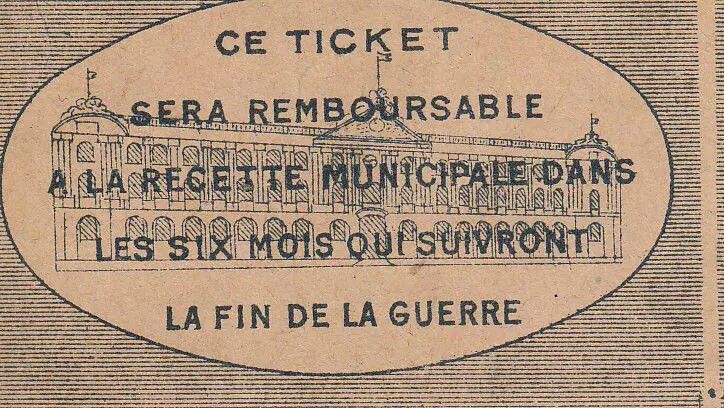 CE TICKET
SERA REMBOURSABLE
A LA RECETTE MUNICIPALE DANS
LES SIX MOIS QUI SUIVRONT
LA FIN DE LA GUERRE